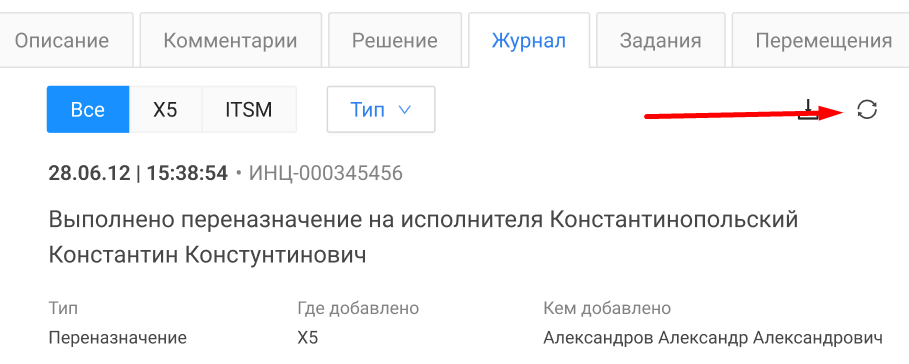 Описание Комментарии Решение Журнал Задания Перемещения
Все X5 ITSM Тип
28.06.12 | 15:38:54 • ИНЦ-000345456
Выполнено переназначение на исполнителя Константинопольский
Константин Констунтинович
Тип Где добавлено Кем добавлено
Переназначение X5 Александров Александр Александрович